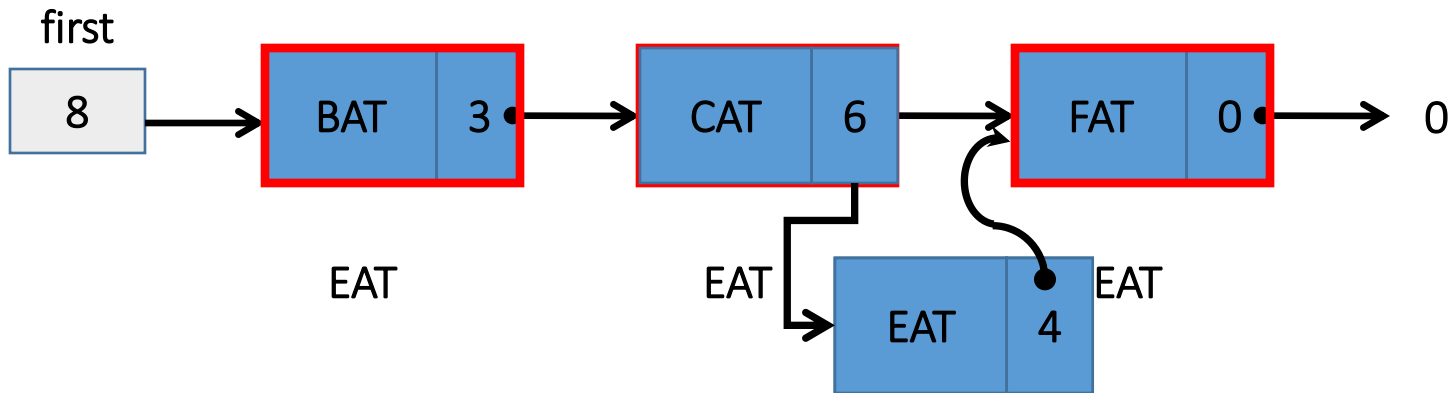 first
8
BAT 3
CAT 6
FAT 0
0
EAT
EAT
EAT
EAT 4